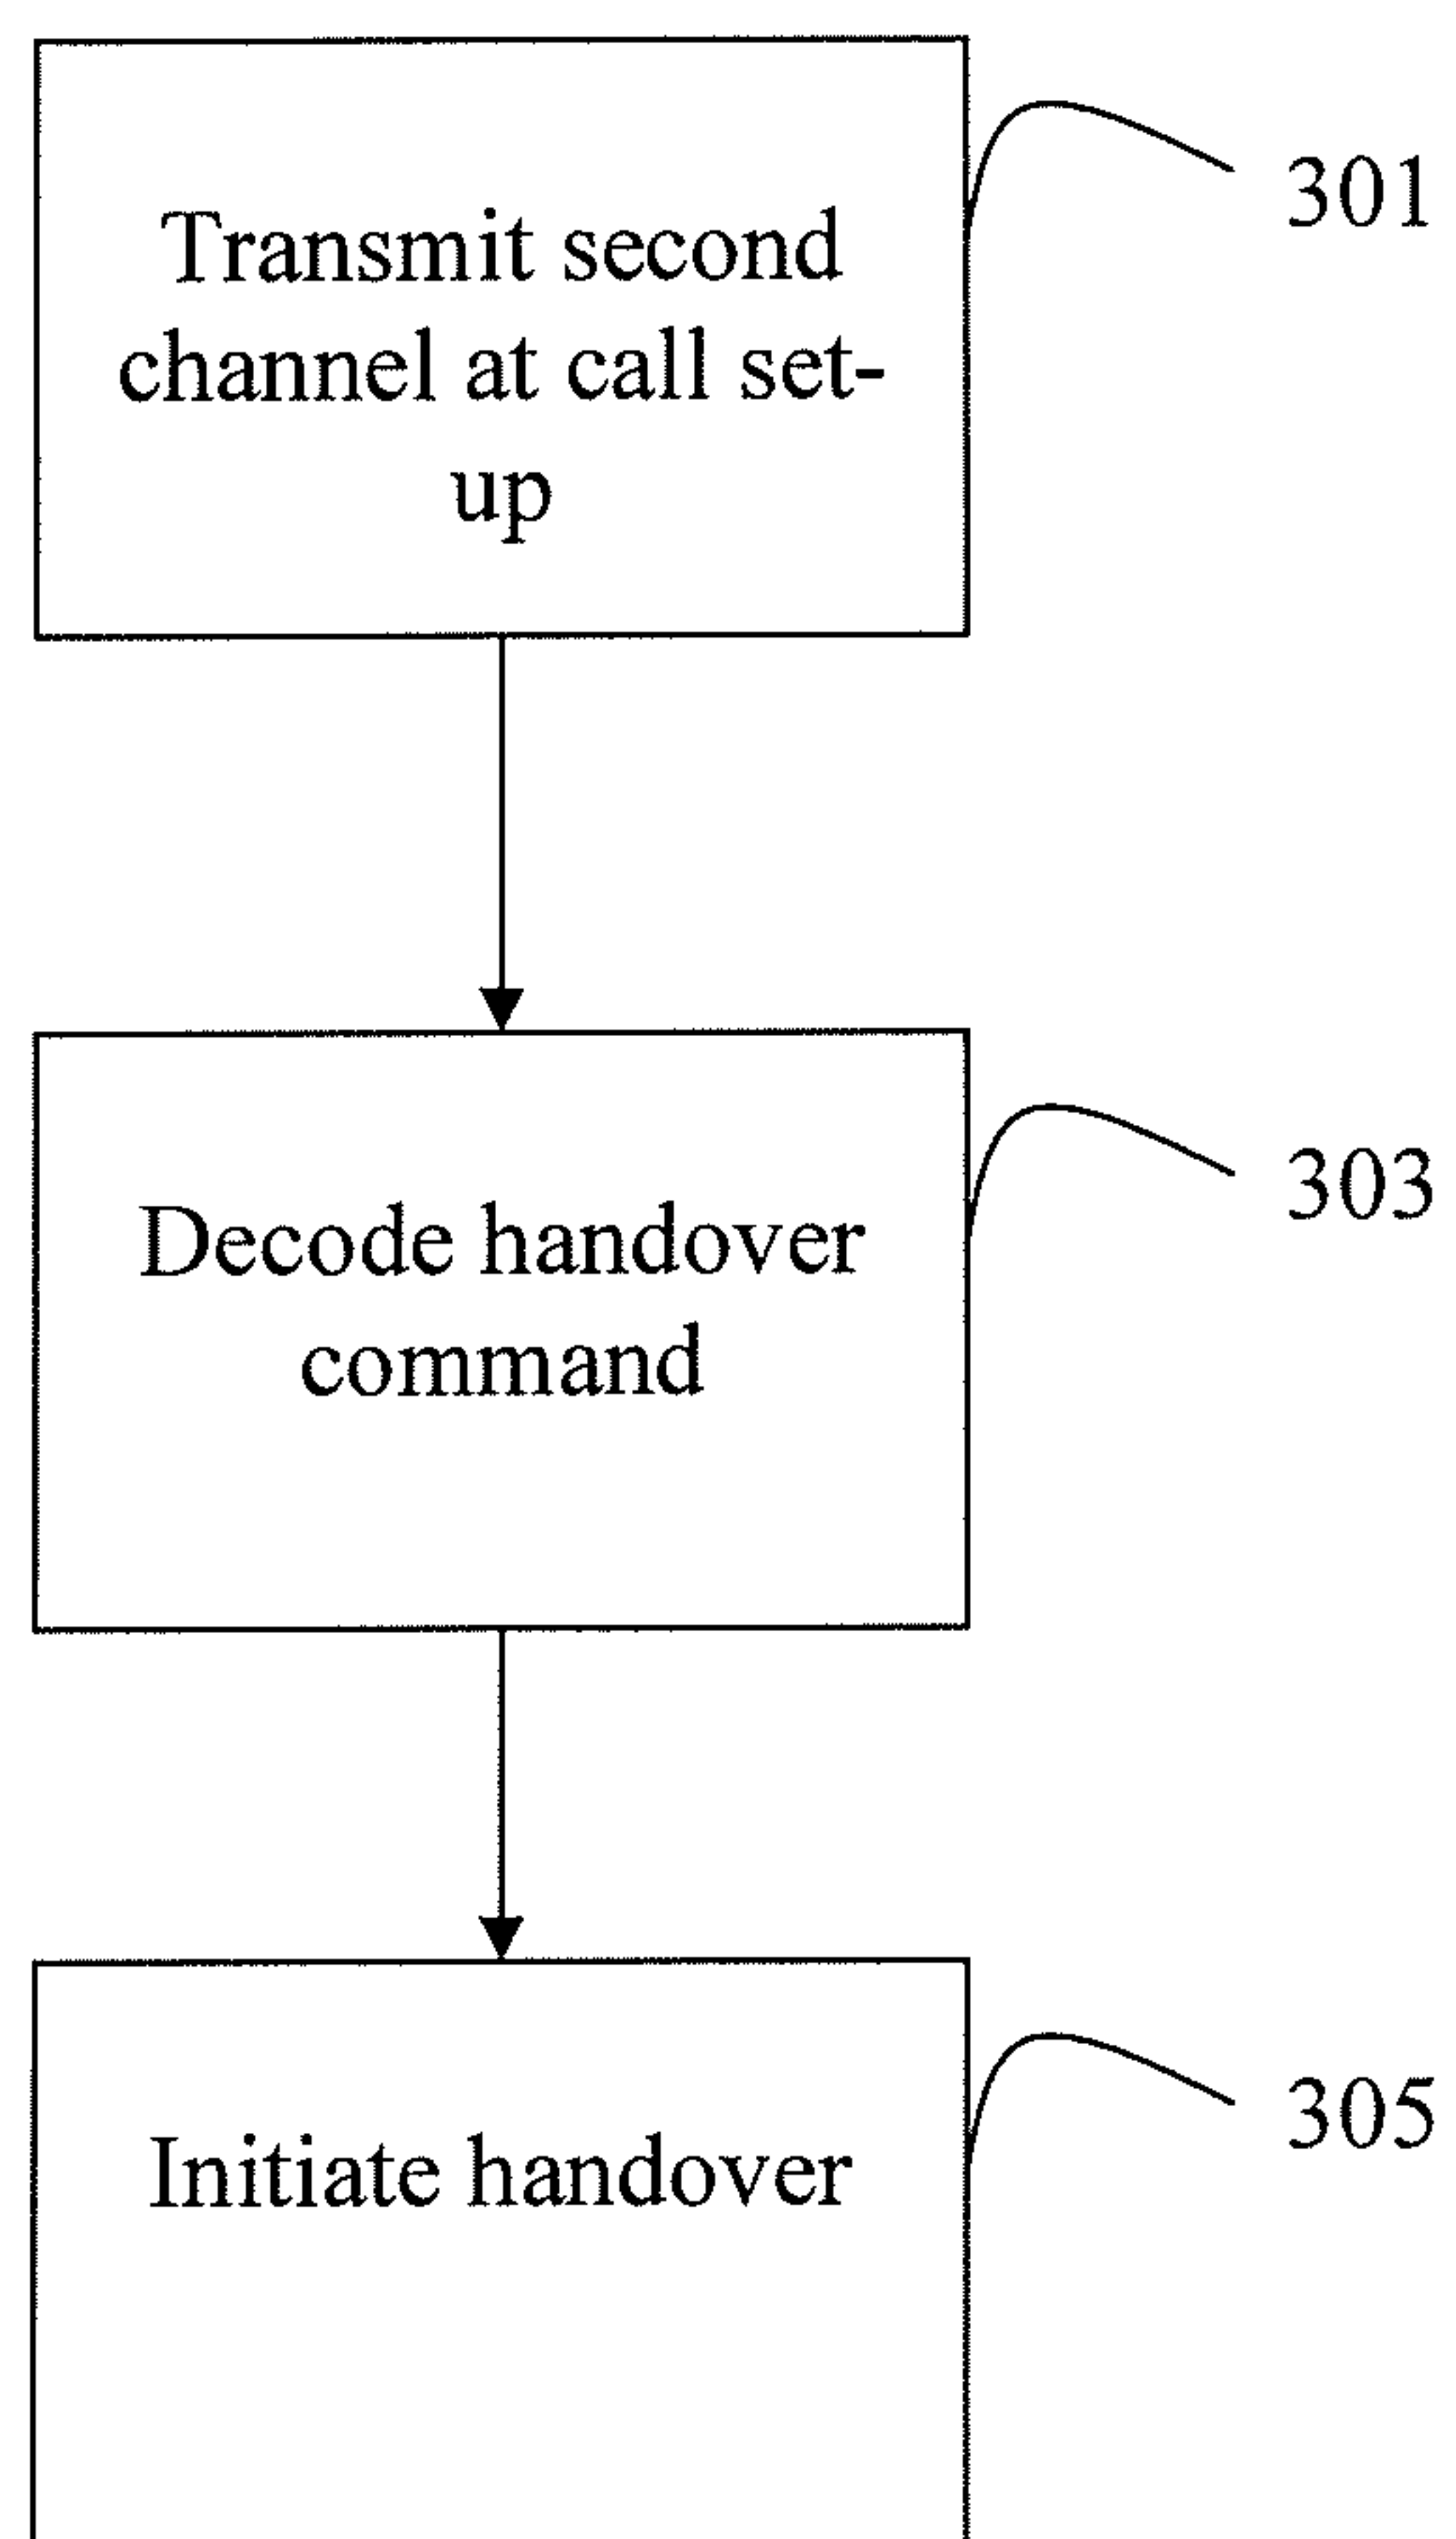 Transmit second
channel at call set-
up
301
Decode handover
command
303
Initiate handover
305